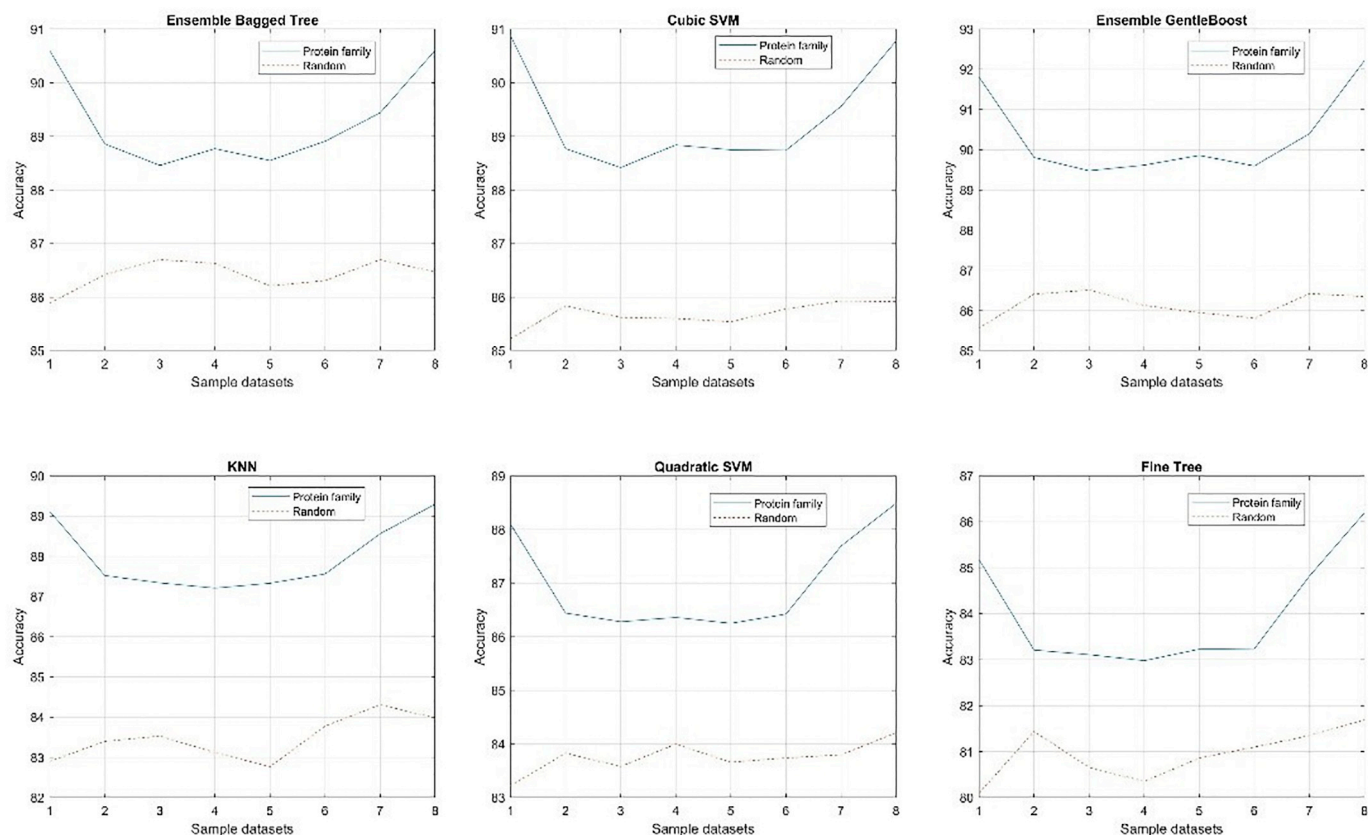 Ensemble Bagged Tree
91
90
89
88
87
86
85
Accuracy
Protein family
Random
1 2 3 4 5 6 7 8
Sample datasets
Cubic SVM
91
90
89
88
87
86
85
Accuracy
Protein family
Random
1 2 3 4 5 6 7 8
Sample datasets
Ensemble GentleBoost
93
92
91
90
89
88
87
86
85
Accuracy
Protein family
Random
1 2 3 4 5 6 7 8
Sample datasets
KNN
90
89
88
87
86
85
84
83
82
Accuracy
Protein family
Random
1 2 3 4 5 6 7 8
Sample datasets
Quadratic SVM
89
88
87
86
85
84
83
Accuracy
Protein family
Random
1 2 3 4 5 6 7 8
Sample datasets
Fine Tree
87
86
85
84
83
82
81
80
Accuracy
Protein family
Random
1 2 3 4 5 6 7 8
Sample datasets